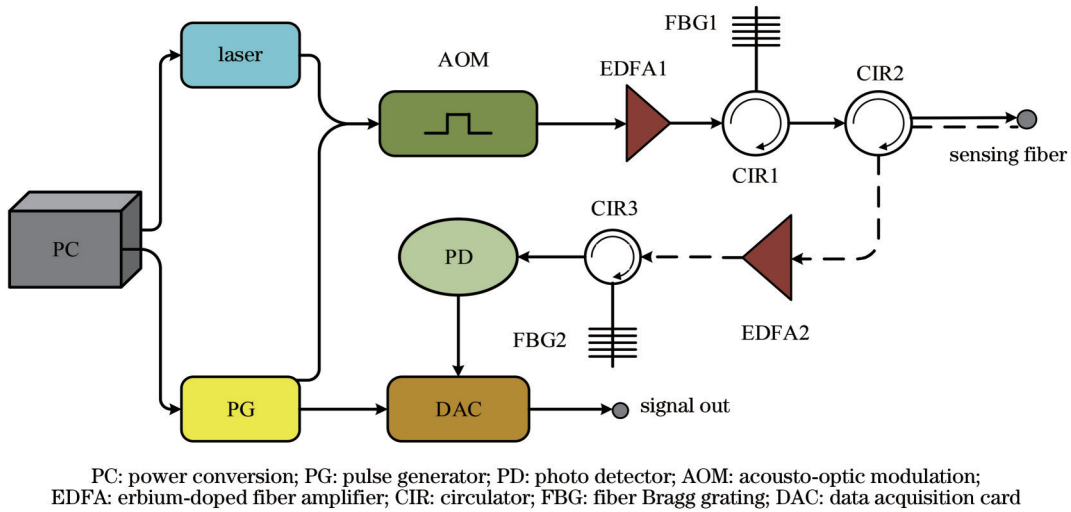 laser
AOM
EDFA1
FBG1
CIR1
CIR2
sensing fiber
PC
PD
CIR3
FBG2
EDFA2
PG
DAC
signal out
PC: power conversion; PG: pulse generator; PD: photo detector; AOM: acousto-optic modulation;
EDFA: erbium-doped fiber amplifier; CIR: circulator; FBG: fiber Bragg grating; DAC: data acquisition card